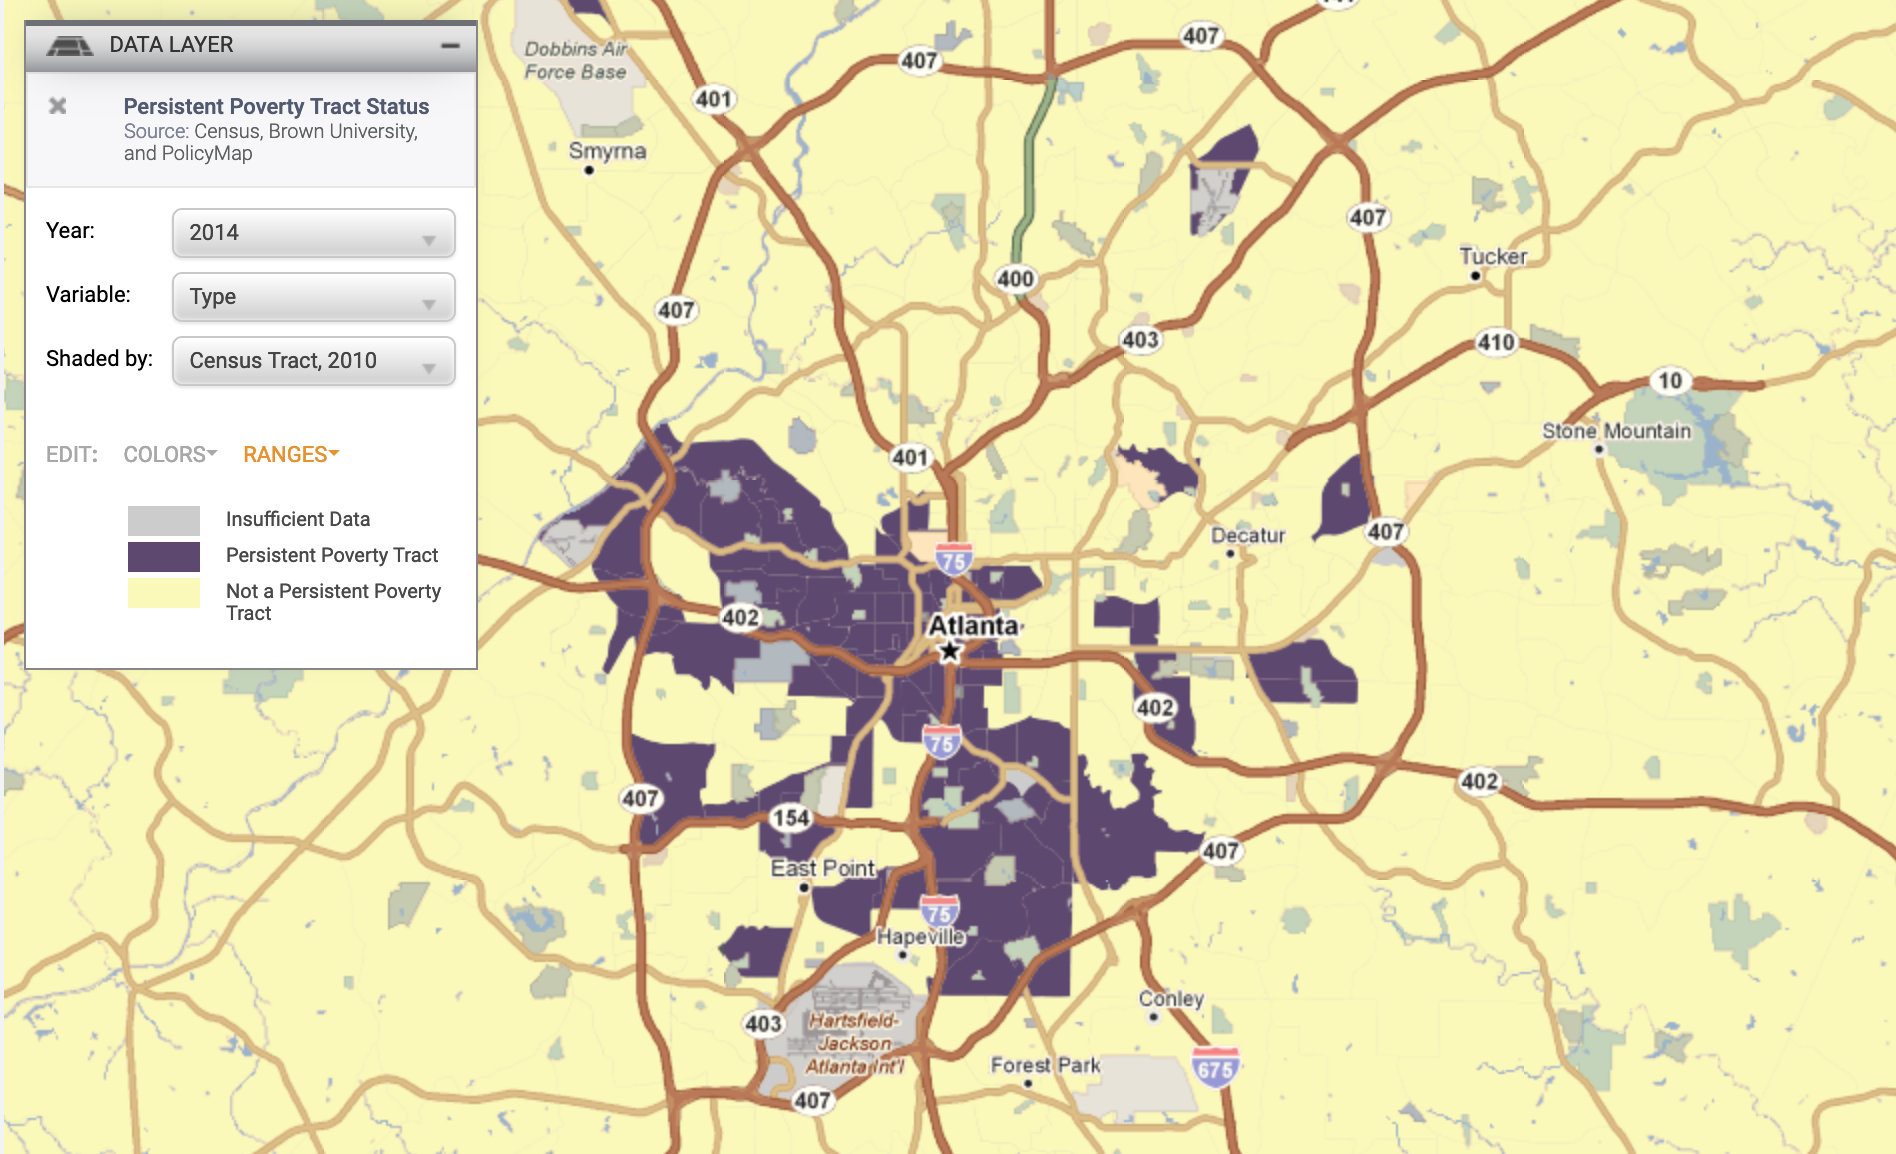 DATA LAYER
Persistent Poverty Tract Status
Source: Census, Brown University,
and PolicyMap
Year:
2014
Variable:
Type
Shaded by:
Census Tract, 2010
EDIT:
COLORS
RANGES
Insufficient Data
Persistent Poverty Tract
Not a Persistent Poverty
Tract
Dobbins Air
Force Base
407
407
401
Smyrna
407
Tucker
400
407
403
410
10
Stone Mountain
401
407
Decatur
75
402
Atlanta
402
75
402
407
154
407
East Point
75
Hapeville
Conley
403
Hartsfield-
Jackson
Atlanta Int'l
Forest Park
675
407